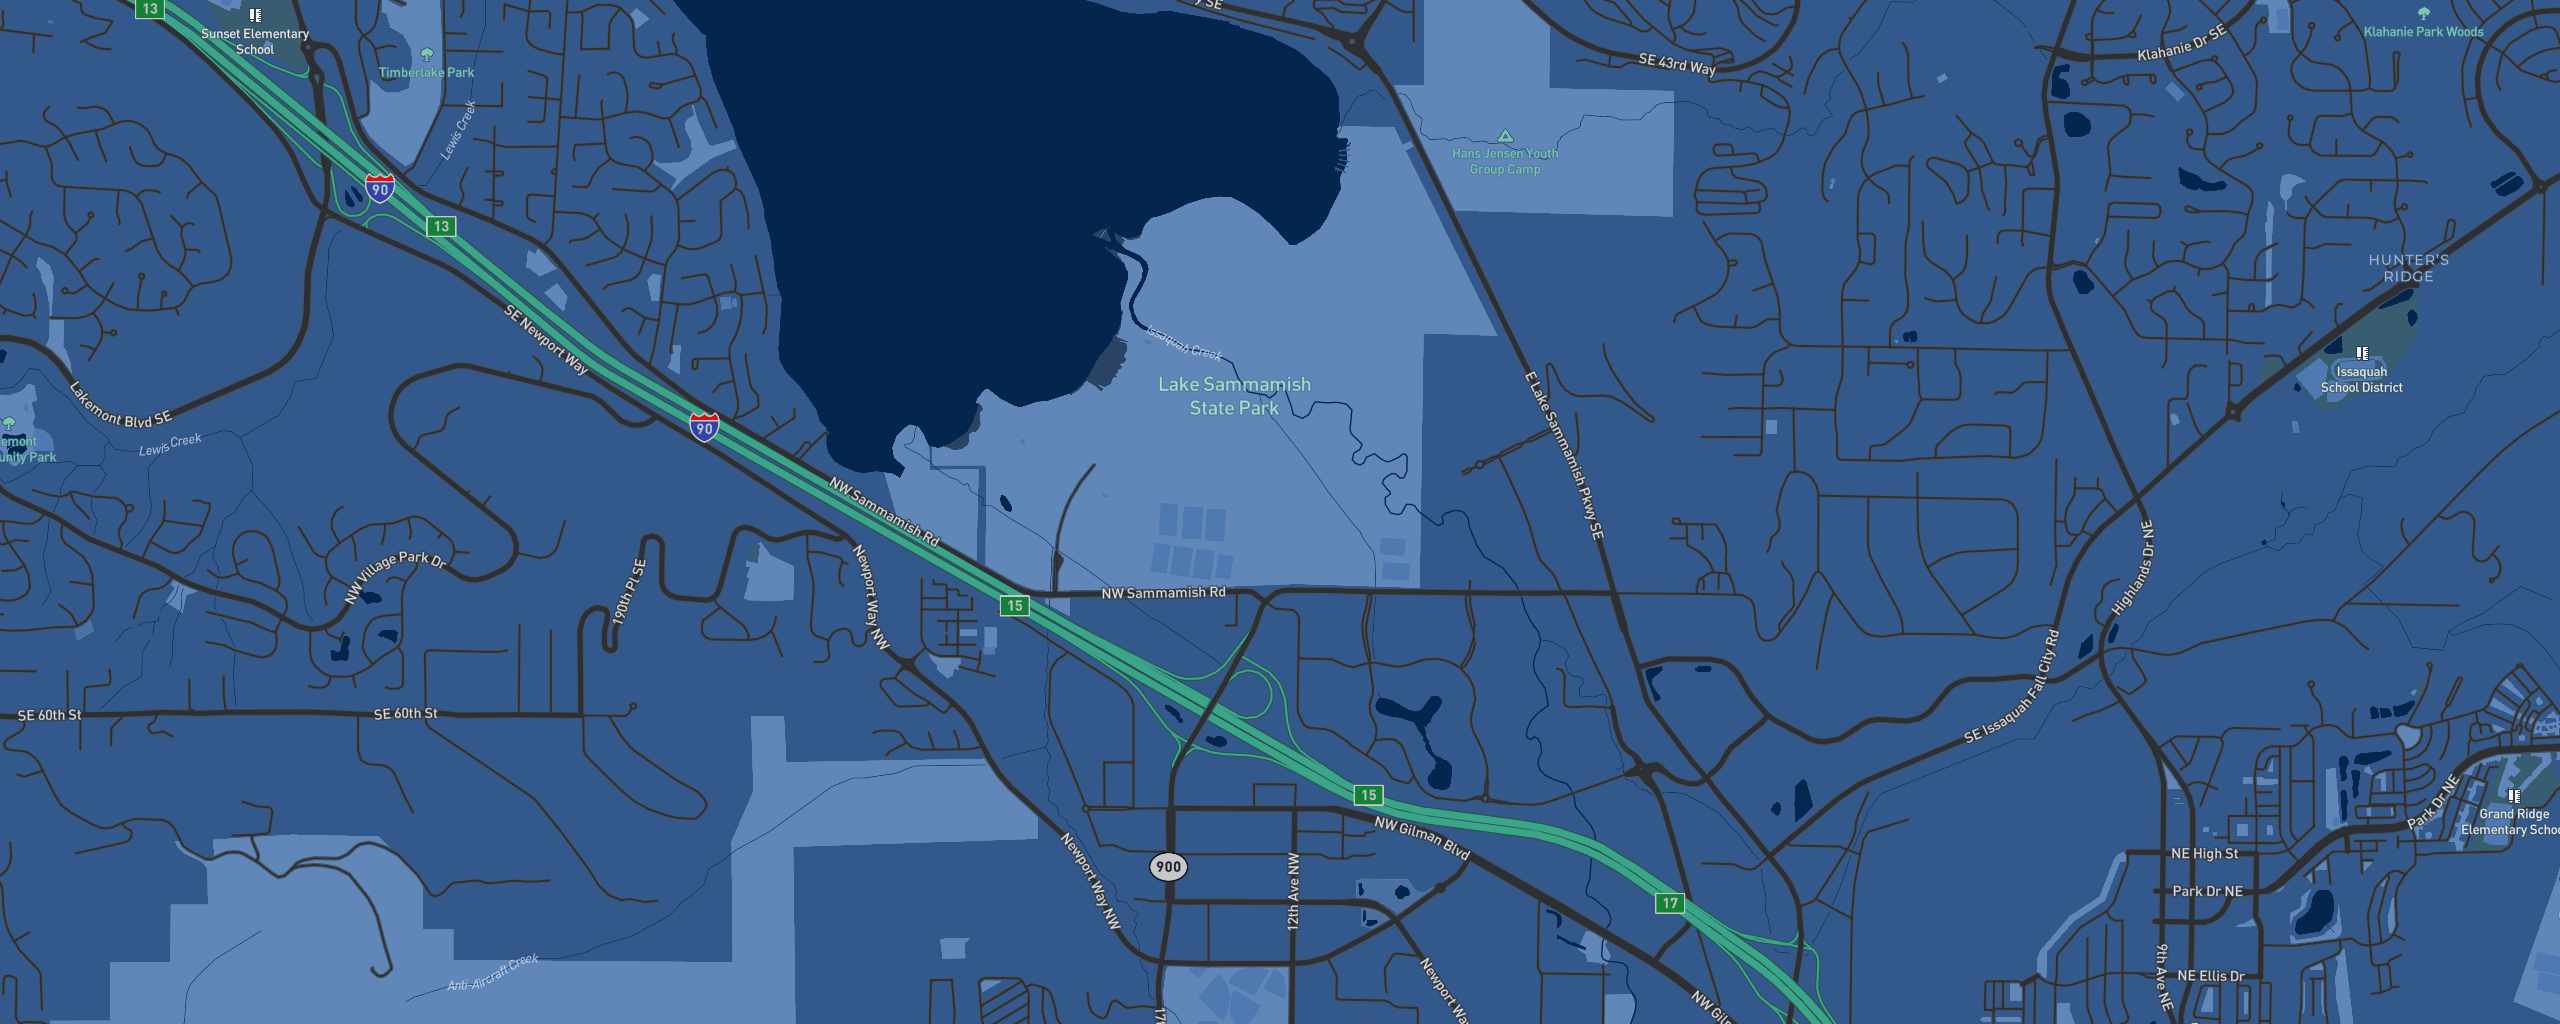 13
Sunset Elementary
School
Timberlake Park
Lewis Creek
SE 43rd Way
Klahanie Dr SE
Klahanie Park Woods
Hans Jensen Youth
Group Camp
90
13
HUNTER'S
RIDGE
SE Newport Way
Issaquah Creek
Lake Sammamish
State Park
E Lake Sammamish Pkwy SE
Issaquah
School District
Lakemont Blvd SE
90
Lewis Creek
emont
unity Park
NW Sammamish Rd
Highlands Dr NE
NW Village Park Dr
190th Pl SE
Newport Way NW
15
NW Sammamish Rd
SE Issaquah Fall City Rd
SE 60th St
SE 60th St
15
Park Dr NE
Grand Ridge
Elementary Schoo
NW Gilman Blvd
Newport Way NW
900
12th Ave NW
NE High St
Park Dr NE
17
Anti-Aircraft Creek
Newport Wa
NW Giln
9th Ave NE
NE Ellis Dr